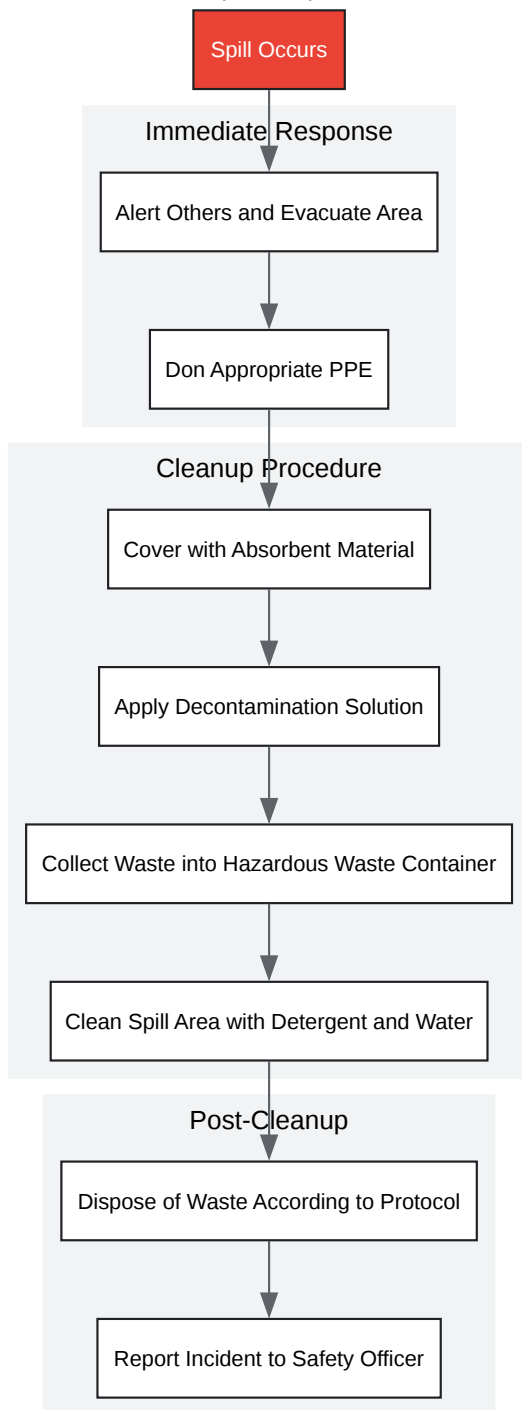 Spill Occurs
Immediate Response
Alert Others and Evacuate Area
Don Appropriate PPE
Cleanup Procedure
Cover with Absorbent Material
Apply Decontamination Solution
Collect Waste into Hazardous Waste Container
Clean Spill Area with Detergent and Water
Post-Cleanup
Dispose of Waste According to Protocol
Report Incident to Safety Officer